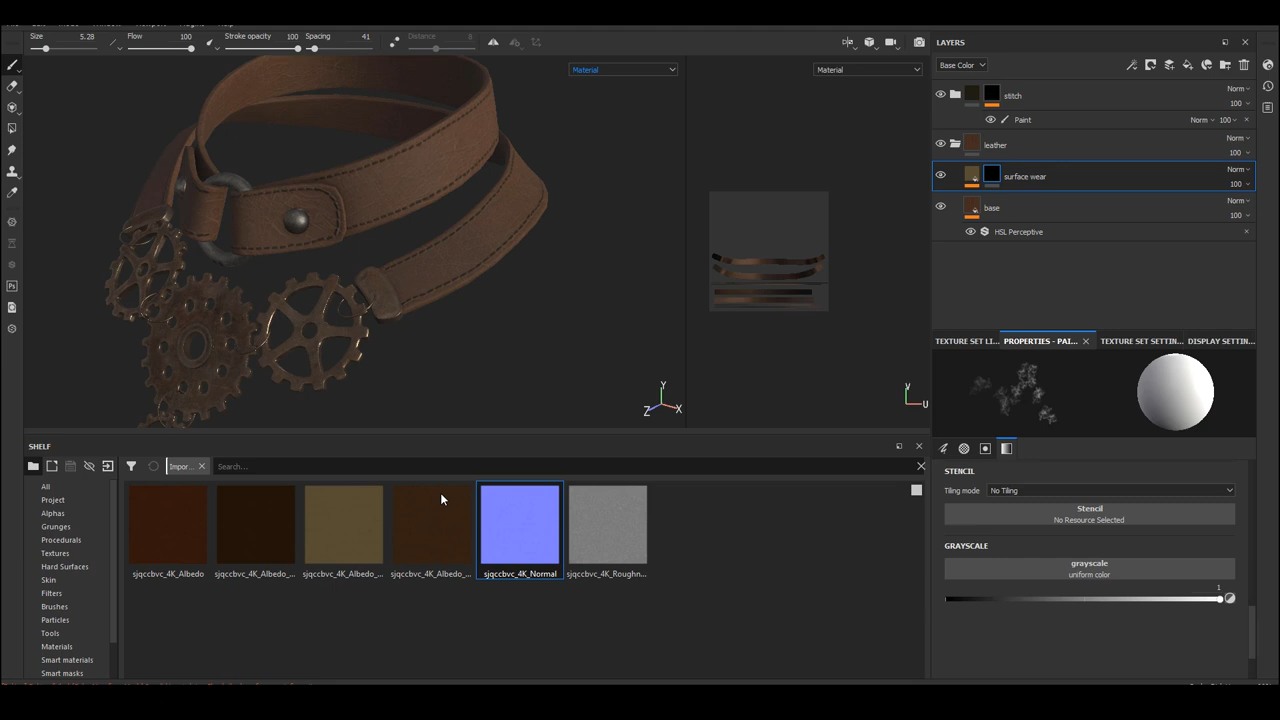 Size 5.28 Flow 100 Stroke opacity 100 Spacing 41 Distance 8
Material
Material
Y
Z X
V
U
LAYERS
Base Color
stitch Norm
100
Paint Norm 100
leather Norm
100
surface wear Norm
100
base Norm
100
HSL Perceptive
TEXTURE SET LI... PROPERTIES - PAI... TEXTURE SET SETTIN... DISPLAY SETTIN...
STENCIL
Tiling mode No Tiling
Stencil
No Resource Selected
GRAYSCALE
grayscale
uniform color
1
SHELF
Impor...
Search...
All
Project
Alphas
Grunges
Procedurals
Textures
Hard Surfaces
Skin
Filters
Brushes
Particles
Tools
Materials
Smart materials
Smart masks
sjqccbvc_4K_Albedo sjqccbvc_4K_Albedo_... sjqccbvc_4K_Albedo_... sjqccbvc_4K_Albedo_... sjqccbvc_4K_Normal sjqccbvc_4K_Roughn...